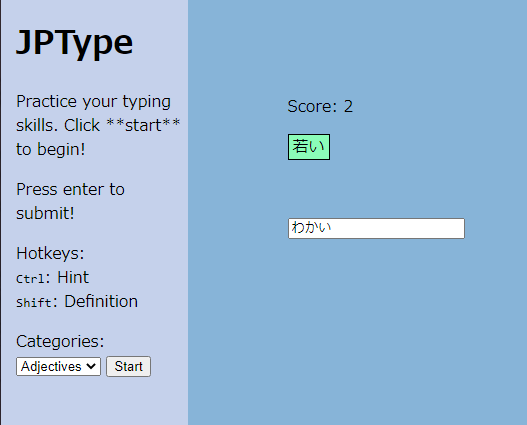 JPType
Practice your typing
skills. Click **start**
to begin!
Press enter to
submit!
Hotkeys:
Ctrl: Hint
Shift: Definition
Categories:
Adjectives Start
Score: 2
若い
わかい